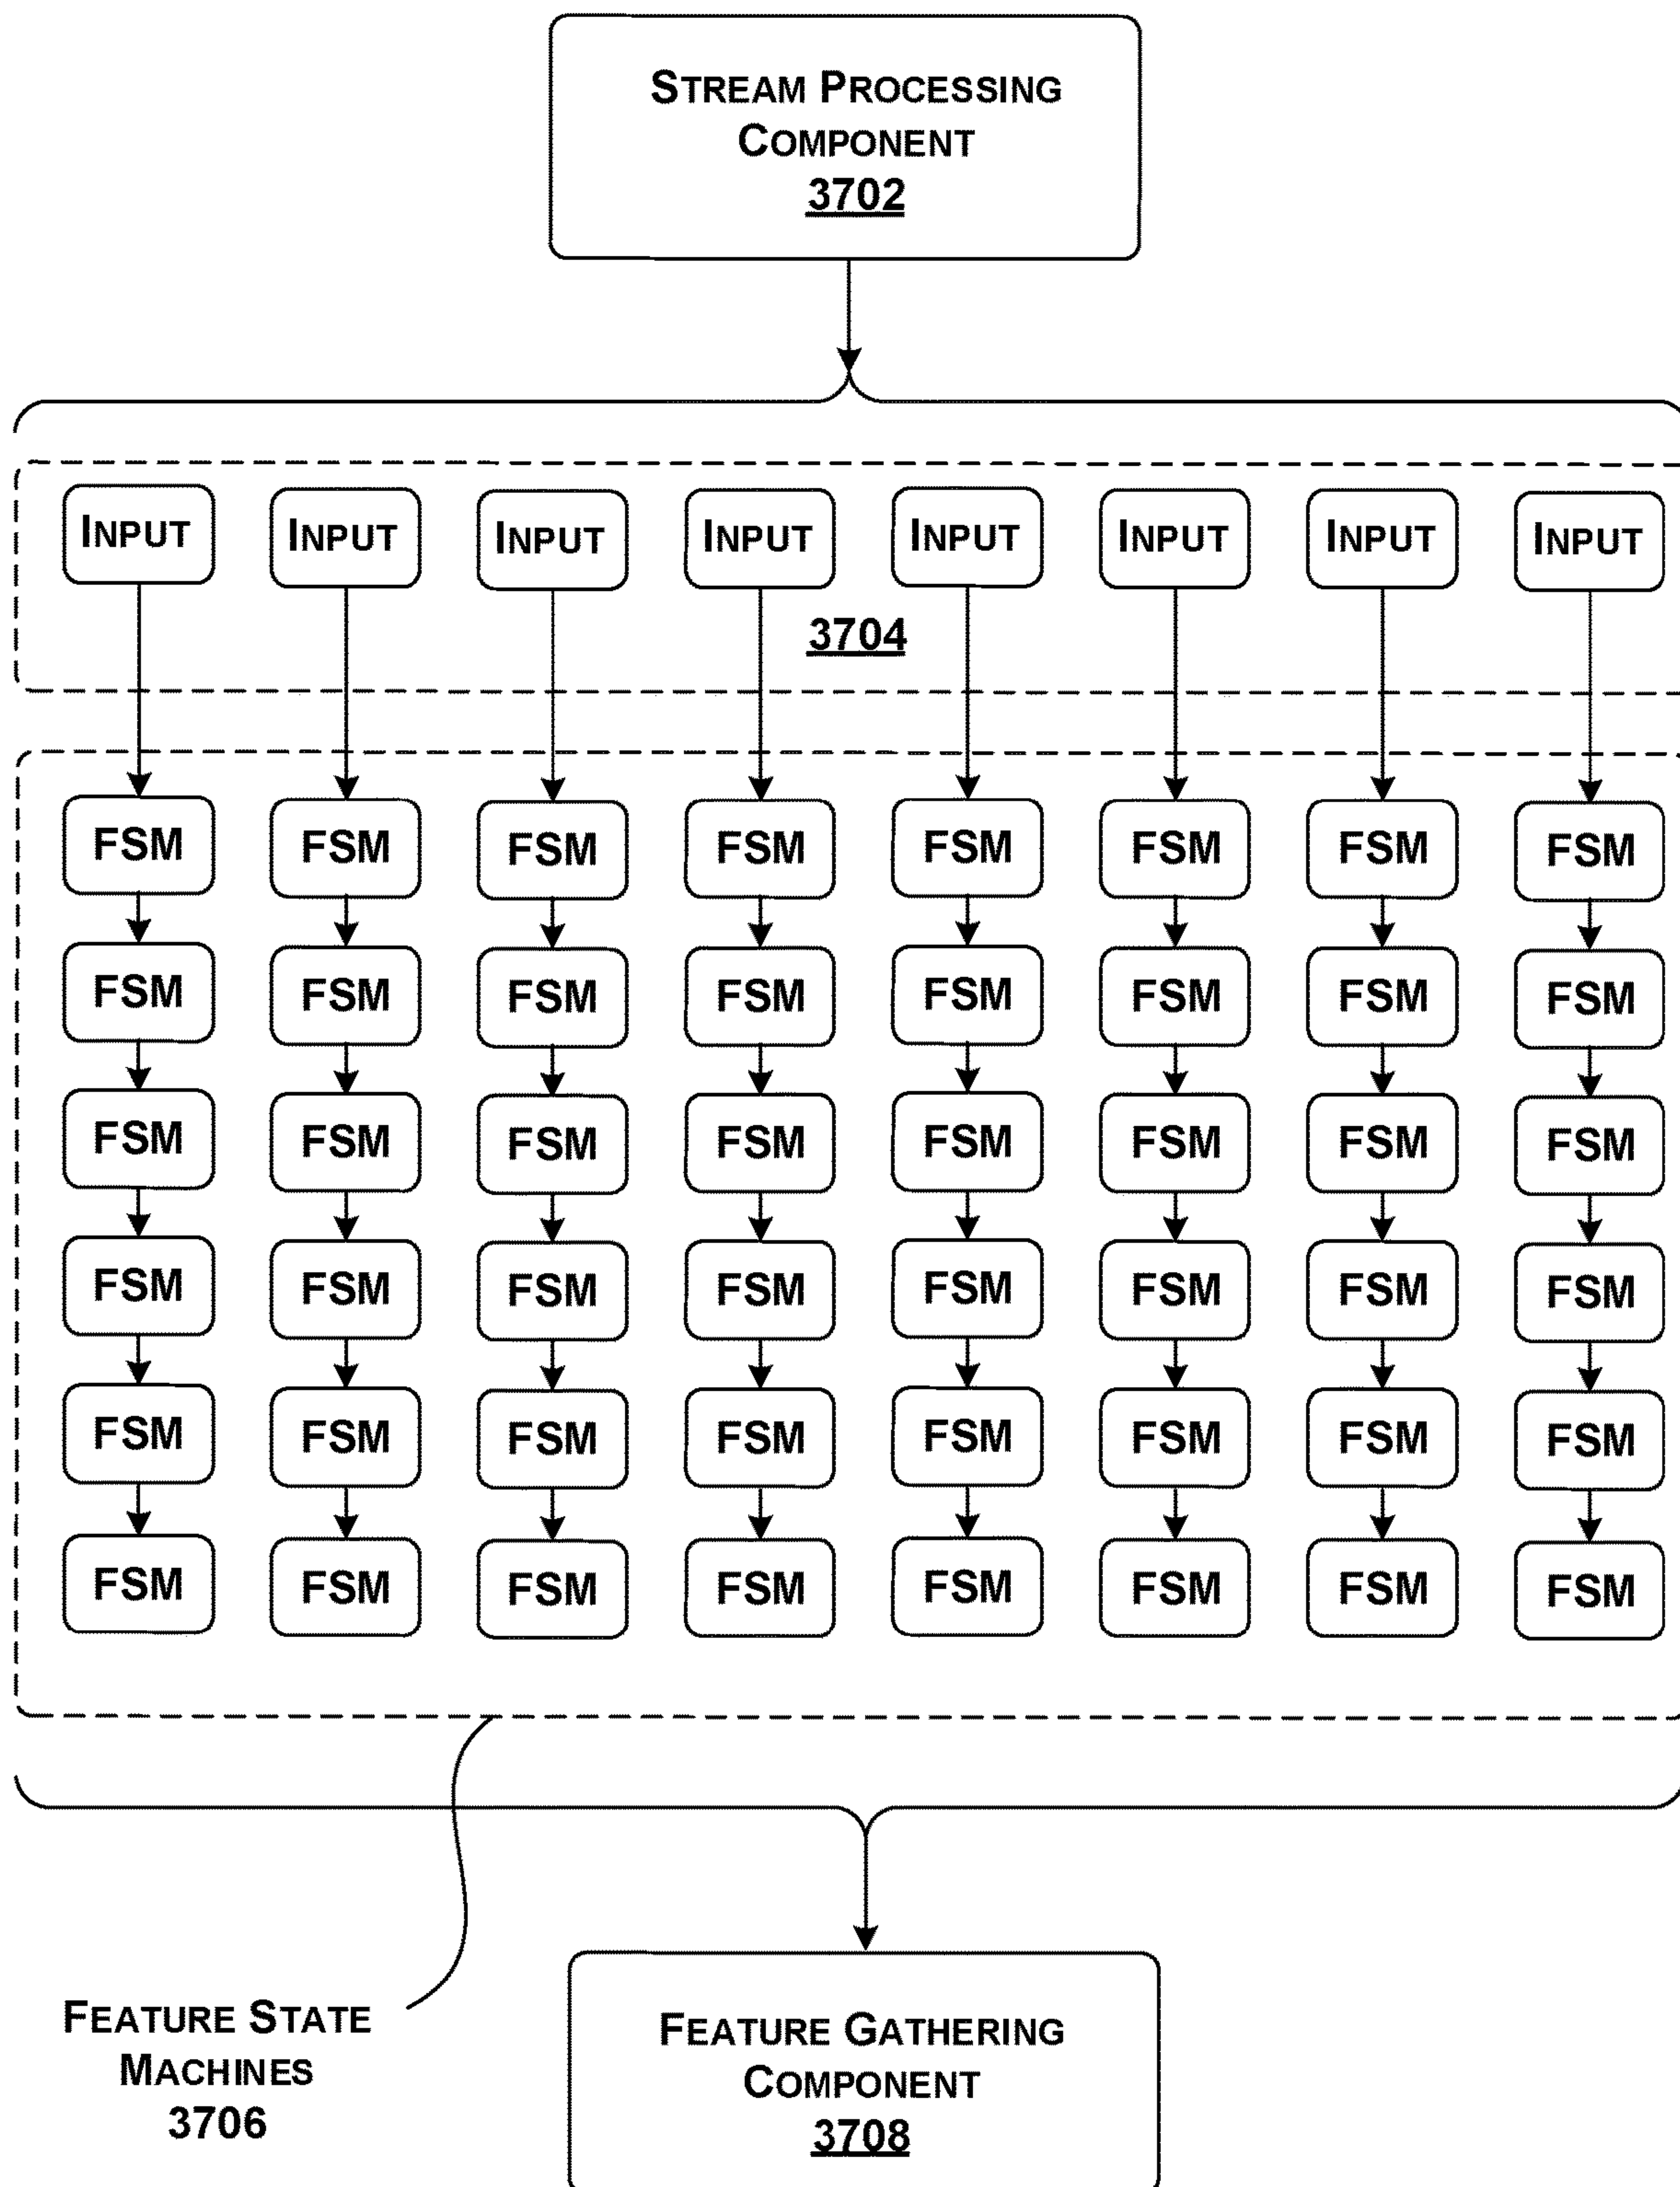 STREAM PROCESSING
COMPONENT
3702
INPUT INPUT INPUT INPUT INPUT INPUT INPUT INPUT
3704
FSM FSM FSM FSM FSM FSM FSM FSM
FSM FSM FSM FSM FSM FSM FSM FSM
FSM FSM FSM FSM FSM FSM FSM FSM
FSM FSM FSM FSM FSM FSM FSM FSM
FSM FSM FSM FSM FSM FSM FSM FSM
FSM FSM FSM FSM FSM FSM FSM FSM
FEATURE STATE
MACHINES
3706
FEATURE GATHERING
COMPONENT
3708